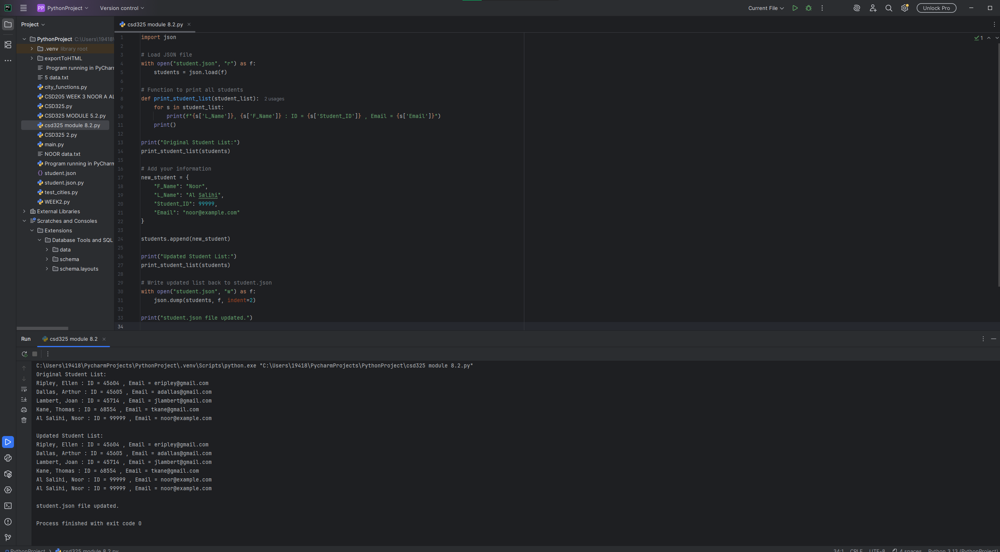 PC
PP PythonProject Version control
Current File Unlock Pro
Project
csd325 module 8.2.py
PythonProject C:\Users\19418\
.venv library root
exportToHTML
Program running in PyCharm
5 data.txt
city_functions.py
CSD205 WEEK 3 NOOR A AL
CSD325.py
CSD325 MODULE 5.2.py
csd325 module 8.2.py
CSD325 2.py
main.py
NOOR data.txt
Program running in PyCharm
student.json
student.json.py
test_cities.py
WEEK2.py
External Libraries
Scratches and Consoles
Extensions
Database Tools and SQL
data
schema
schema.layouts
1
1 import json
2
3 # Load JSON file
4 with open("student.json", "r") as f:
5 students = json.load(f)
6
7 # Function to print all students
8 def print_student_list(student_list): 2 usages
9 for s in student_list:
10 print(f"{s['L_Name']}, {s['F_Name']} : ID = {s['Student_ID']} , Email = {s['Email']}")
11 print()
12
13 print("Original Student List:")
14 print_student_list(students)
15
16 # Add your information
17 new_student = {
18 "F_Name": "Noor",
19 "L_Name": "Al Salihi",
20 "Student_ID": 99999,
21 "Email": "noor@example.com"
22 }
23
24 students.append(new_student)
25
26 print("Updated Student List:")
27 print_student_list(students)
28
29 # Write updated list back to student.json
30 with open("student.json", "w") as f:
31 json.dump(students, f, indent=2)
32
33 print("student.json file updated.")
34
Run csd325 module 8.2
C:\Users\19418\PycharmProjects\PythonProject\.venv\Scripts\python.exe "C:\Users\19418\PycharmProjects\PythonProject\csd325 module 8.2.py"
Original Student List:
Ripley, Ellen : ID = 45604 , Email = eripley@gmail.com
Dallas, Arthur : ID = 45605 , Email = adallas@gmail.com
Lambert, Joan : ID = 45714 , Email = jlambert@gmail.com
Kane, Thomas : ID = 68554 , Email = tkane@gmail.com
Al Salihi, Noor : ID = 99999 , Email = noor@example.com
Updated Student List:
Ripley, Ellen : ID = 45604 , Email = eripley@gmail.com
Dallas, Arthur : ID = 45605 , Email = adallas@gmail.com
Lambert, Joan : ID = 45714 , Email = jlambert@gmail.com
Kane, Thomas : ID = 68554 , Email = tkane@gmail.com
Al Salihi, Noor : ID = 99999 , Email = noor@example.com
Al Salihi, Noor : ID = 99999 , Email = noor@example.com
student.json file updated.
Process finished with exit code 0
PythonProject > csd325 module 8.2.py
34:1 CRLF UTF-8 4 spaces Python 3.13 (PythonProject)